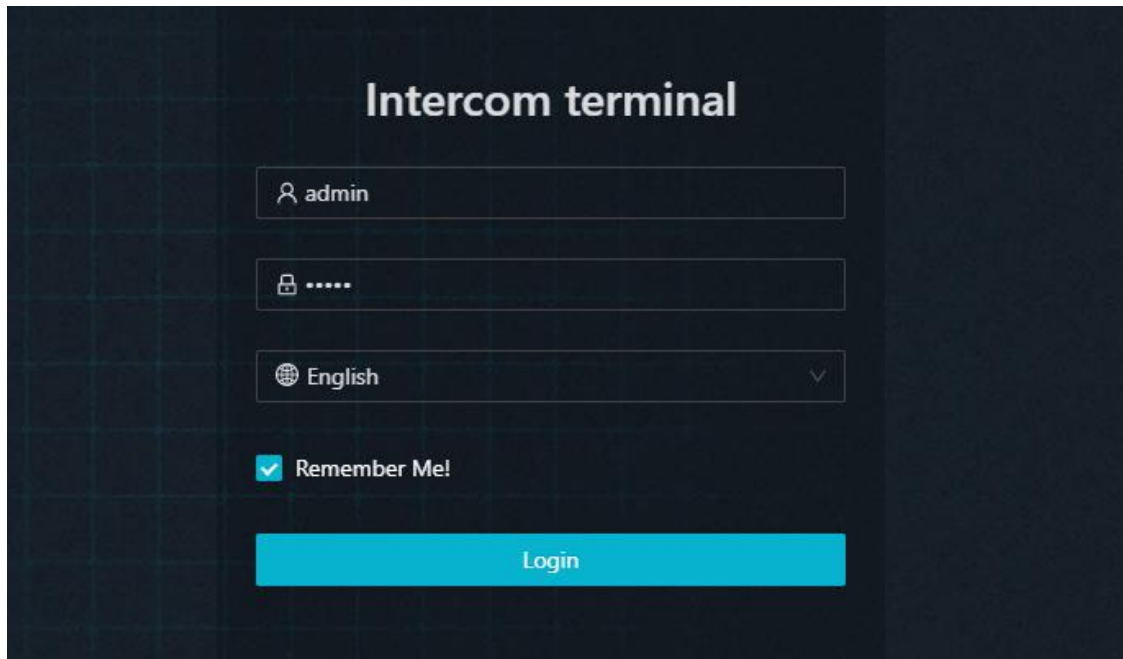 Intercom terminal
admin
•••••
English
Remember Me!
Login